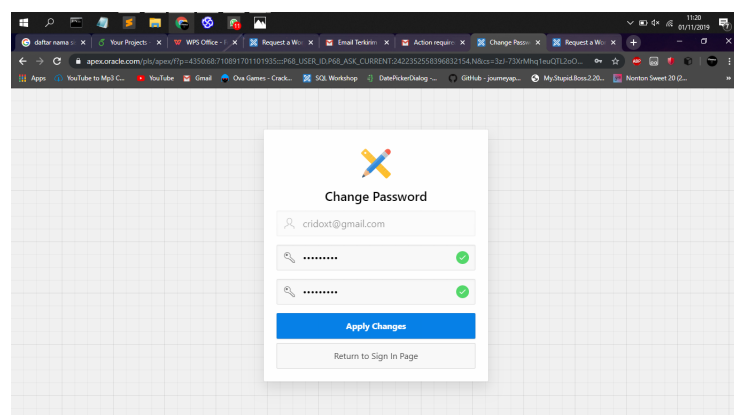 11:20
01/11/2019
daftar nama s
Your Projects -
WPS Office -
Request a Wo
Email Terkirim
Action require
Change Passw
Request a Wo
apex.oracle.com/pls/apex/f?p=4350:68:
Apps
YouTube to Mp3 C...
YouTube
Gmail
Ova Games - Crack...
SQL Workshop
DatePickerDialog -...
GitHub - journeyap...
My.Stupid.Boss.2.20...
Nonton Sweet 20 (2...
Change Password
cridoxt@gmail.com
Apply Changes
Return to Sign In Page